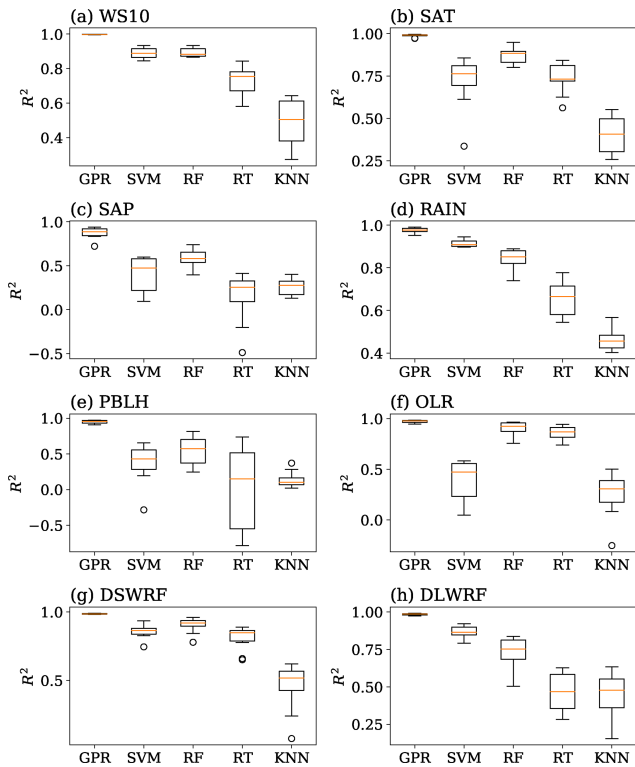 (a) WS10
1.0
0.8
0.6
0.4
R²
GPR SVM RF RT KNN
(b) SAT
1.00
0.75
0.50
0.25
R²
GPR SVM RF RT KNN
(c) SAP
1.0
0.5
0.0
−0.5
R²
GPR SVM RF RT KNN
(d) RAIN
1.0
0.8
0.6
0.4
R²
GPR SVM RF RT KNN
(e) PBLH
1.0
0.5
0.0
−0.5
R²
GPR SVM RF RT KNN
(f) OLR
1.0
0.5
0.0
R²
GPR SVM RF RT KNN
(g) DSWRF
1.0
0.5
R²
GPR SVM RF RT KNN
(h) DLWRF
1.00
0.75
0.50
0.25
R²
GPR SVM RF RT KNN